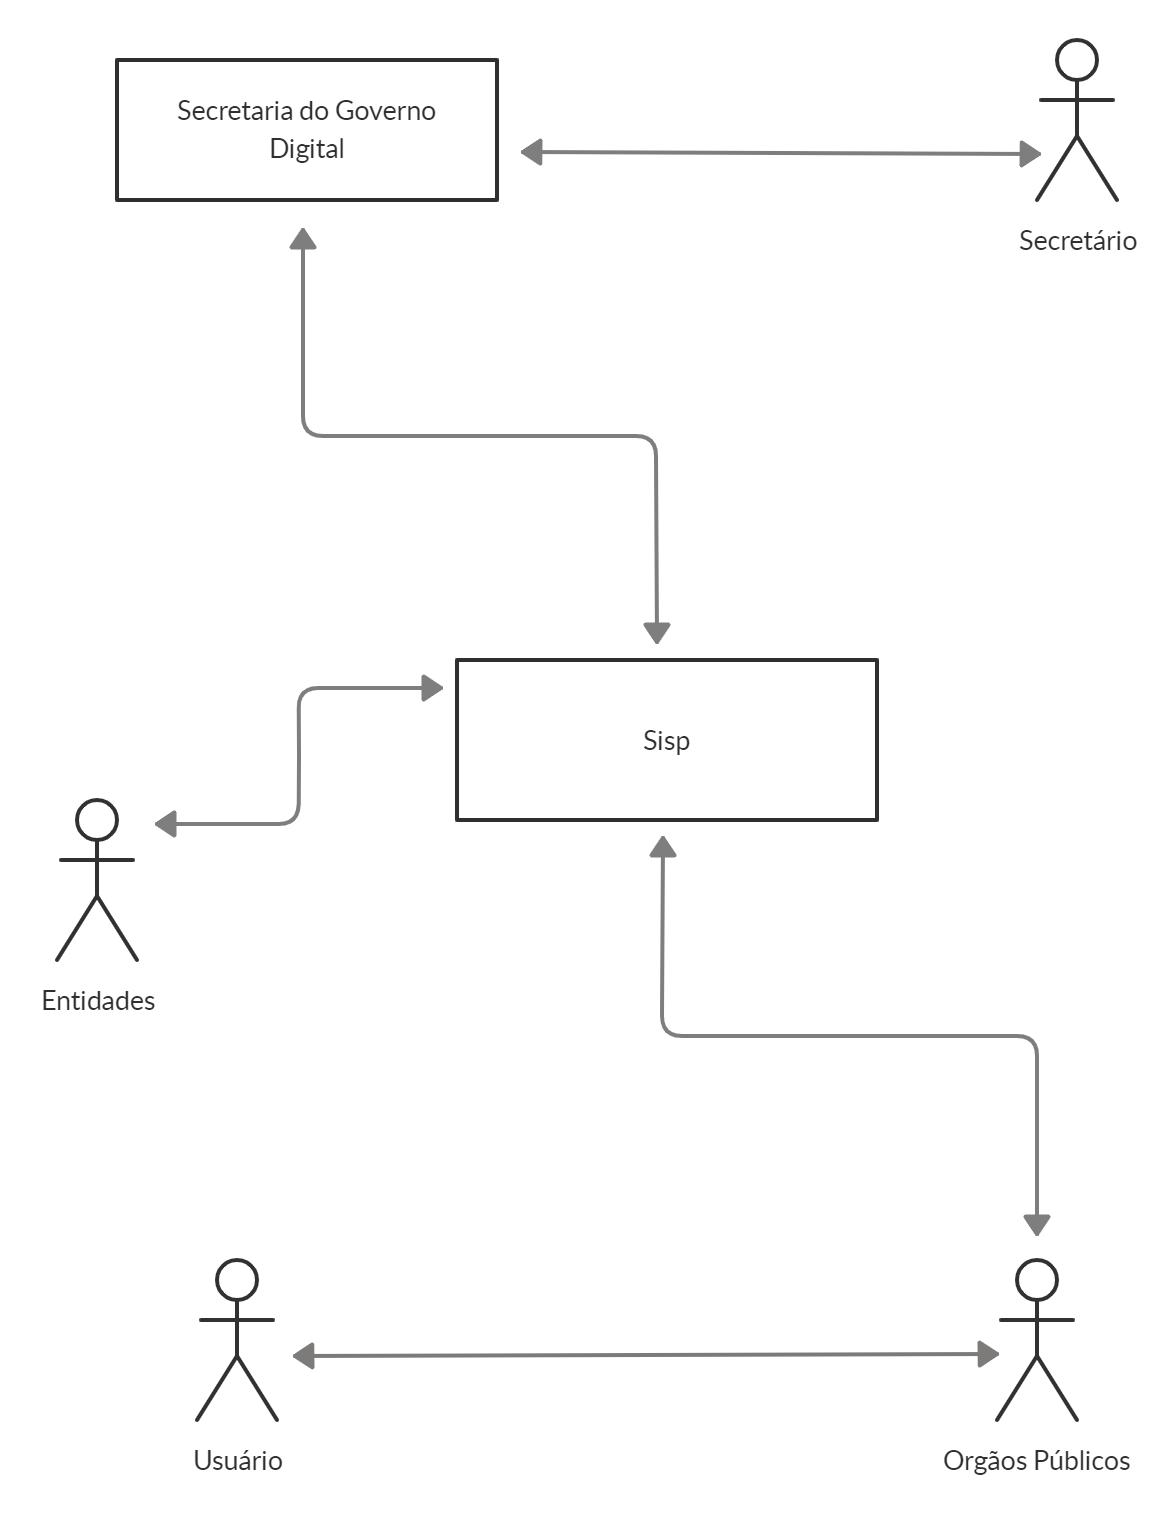 Secretaria do Governo
Digital
Secretário
Sisp
Entidades
Usuário
Orgãos Públicos